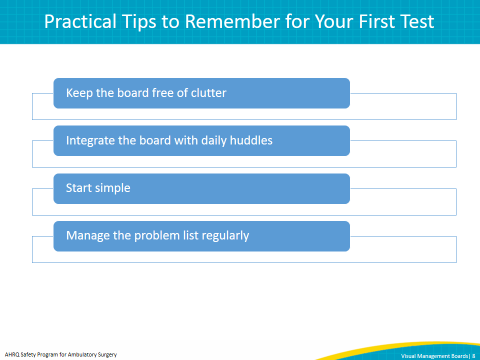 Practical Tips to Remember for Your First Test
Keep the board free of clutter
Integrate the board with daily huddles
Start simple
Manage the problem list regularly
AHRQ Safety Program for Ambulatory Surgery
Visual Management Boards| 8